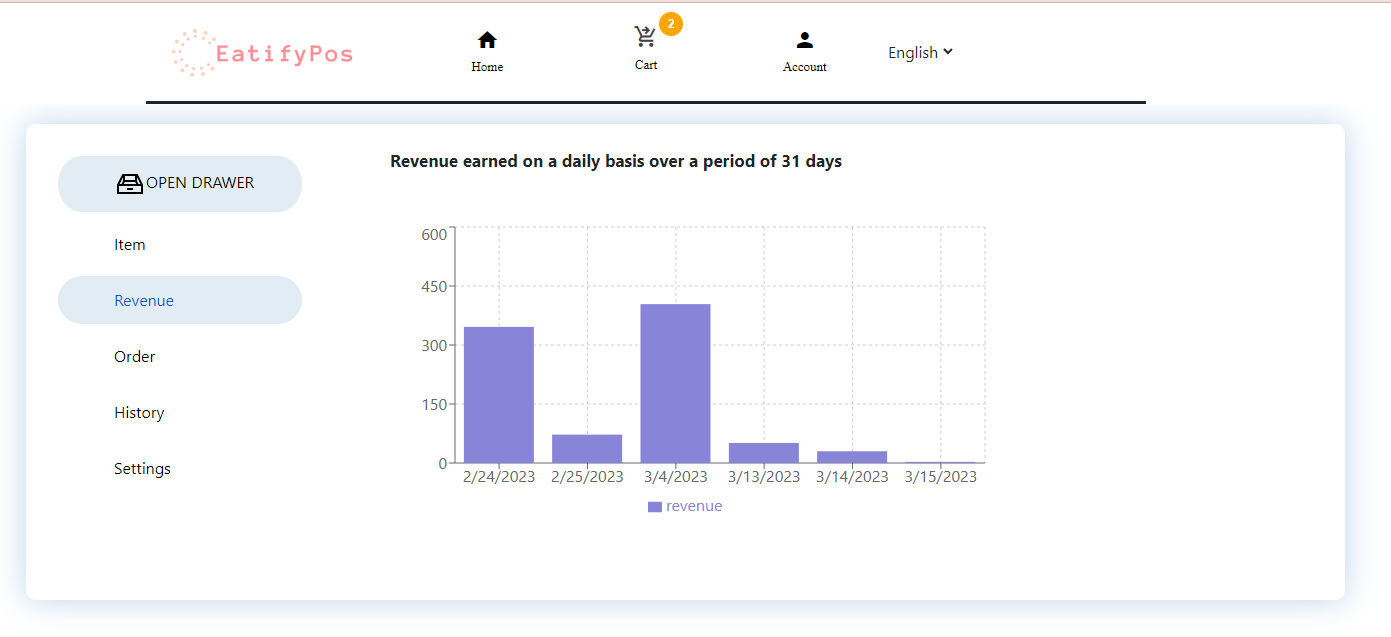 EatifyPos
Home
2
Cart
Account
English
OPEN DRAWER
Item
Revenue
Order
History
Settings
Revenue earned on a daily basis over a period of 31 days
600
450
300
150
0
2/24/2023 2/25/2023 3/4/2023 3/13/2023 3/14/2023 3/15/2023
revenue